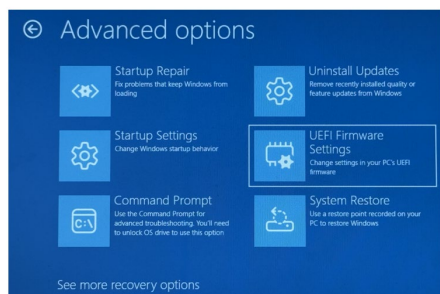 Advanced options
Startup Repair
Fix problems that keep Windows from
loading
Uninstall Updates
Remove recently installed quality or
feature updates from Windows
Startup Settings
Change Windows startup behavior
UEFI Firmware
Settings
Change settings in your PC's UEFI
firmware
Command Prompt
Use the Command Prompt for
advanced troubleshooting. You'll need
to unlock OS drive to use this option
C:\
System Restore
Use a restore point recorded on your
PC to restore Windows
See more recovery options